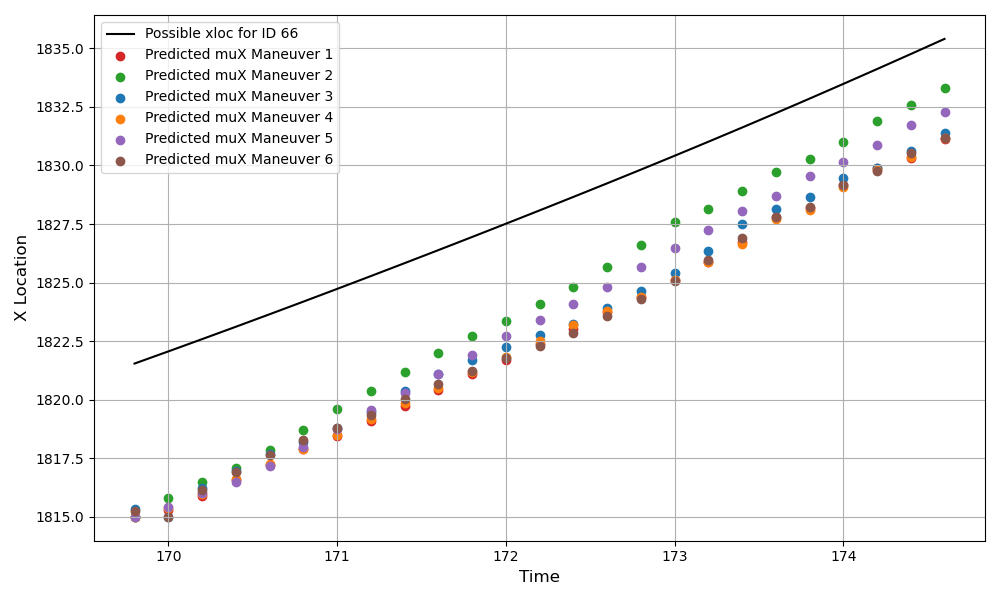 Possible xloc for ID 66
Predicted muX Maneuver 1
Predicted muX Maneuver 2
Predicted muX Maneuver 3
Predicted muX Maneuver 4
Predicted muX Maneuver 5
Predicted muX Maneuver 6
X Location
1835.0
1832.5
1830.0
1827.5
1825.0
1822.5
1820.0
1817.5
1815.0
170 171 172 173 174
Time